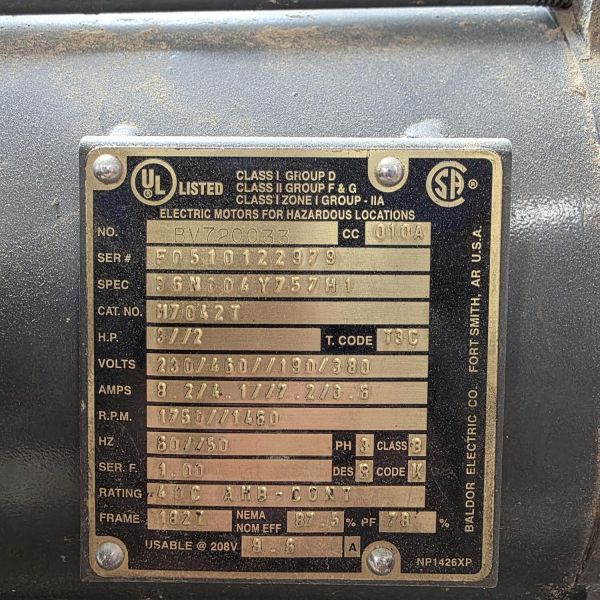 UL LISTED CLASS I GROUP D
CLASS II GROUP F & G
CLASS I ZONE I GROUP - IIA
SA
ELECTRIC MOTORS FOR HAZARDOUS LOCATIONS
NO. BV720033 CC 010A
SER # F0510122979
SPEC 36N104Y757H1
CAT. NO. M7042T
H.P. 3//2 T. CODE T3C
VOLTS 230/460//190/380
AMPS 8.2/4.1//7.2/3.6
R.P.M. 1750//1460
HZ 60//50 PH 3 CLASS B
SER. F. 1.00 DES B CODE K
RATING 40C AMB-CONT
FRAME 182T NEMA NOM EFF 87.5 % PF 78 %
USABLE @ 208V 9.6 A
NP1426XP
BALDOR ELECTRIC CO. FORT SMITH, AR U.S.A.